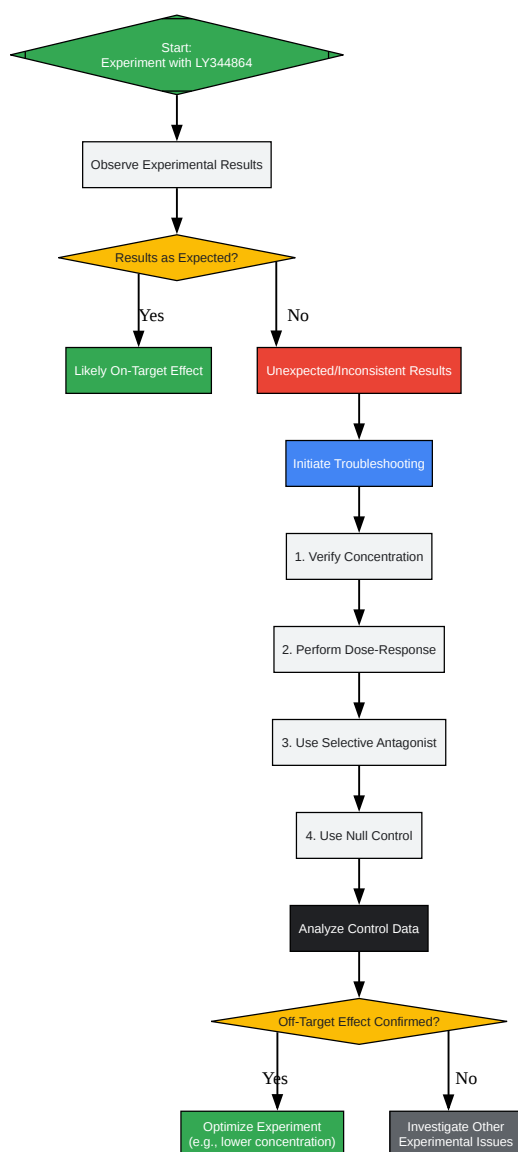 Start:
Experiment with LY344864
Observe Experimental Results
Results as Expected?
Yes
No
Likely On-Target Effect
Unexpected/Inconsistent Results
Initiate Troubleshooting
1. Verify Concentration
2. Perform Dose-Response
3. Use Selective Antagonist
4. Use Null Control
Analyze Control Data
Off-Target Effect Confirmed?
Yes
No
Optimize Experiment
(e.g., lower concentration)
Investigate Other
Experimental Issues